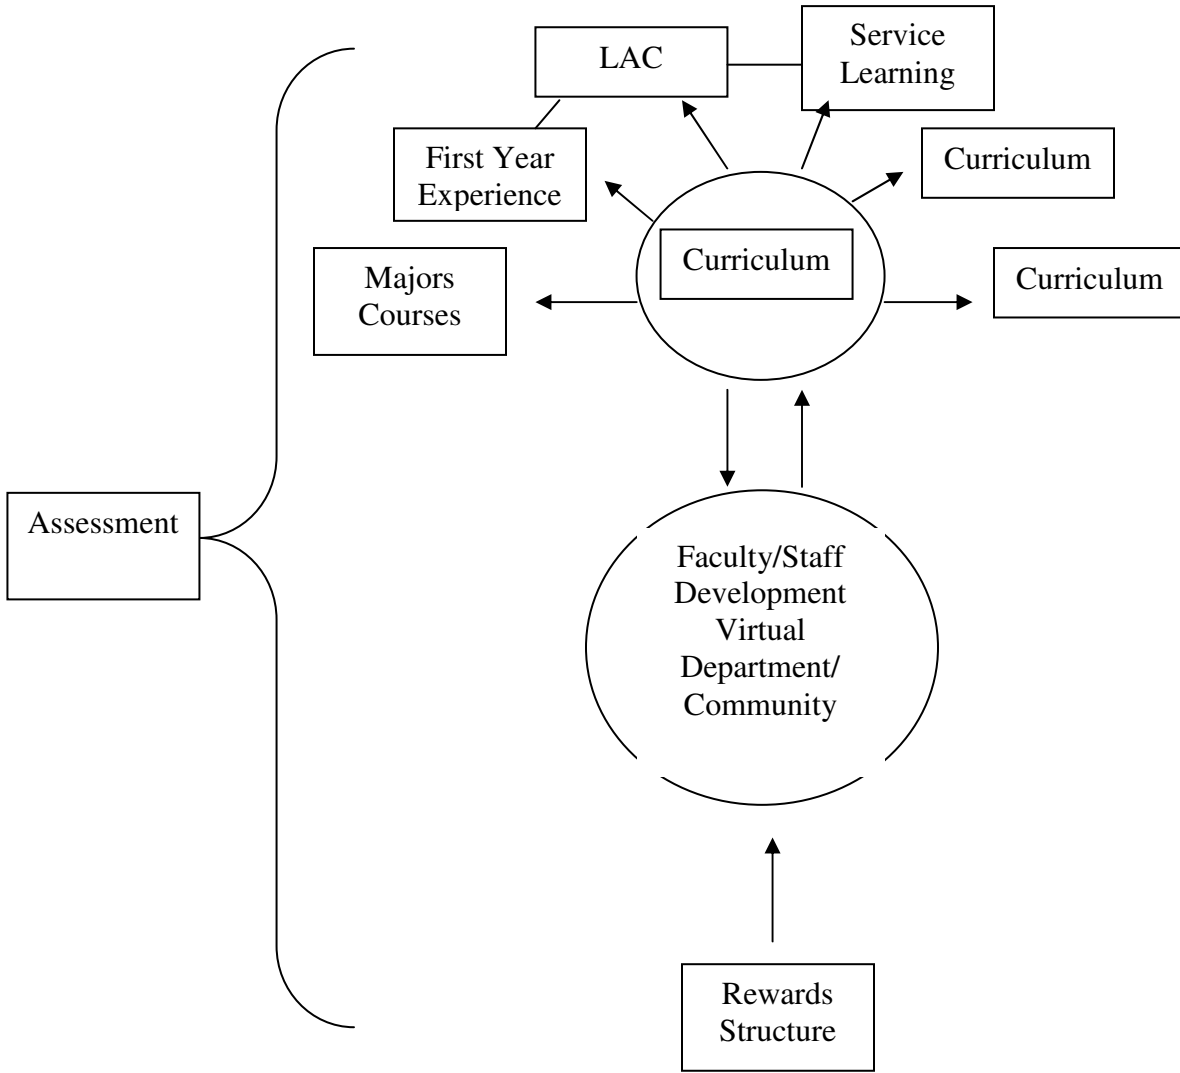 LAC
Service
Learning
First Year
Experience
Curriculum
Majors
Courses
Curriculum
Curriculum
Assessment
Faculty/Staff
Development
Virtual
Department/
Community
Rewards
Structure